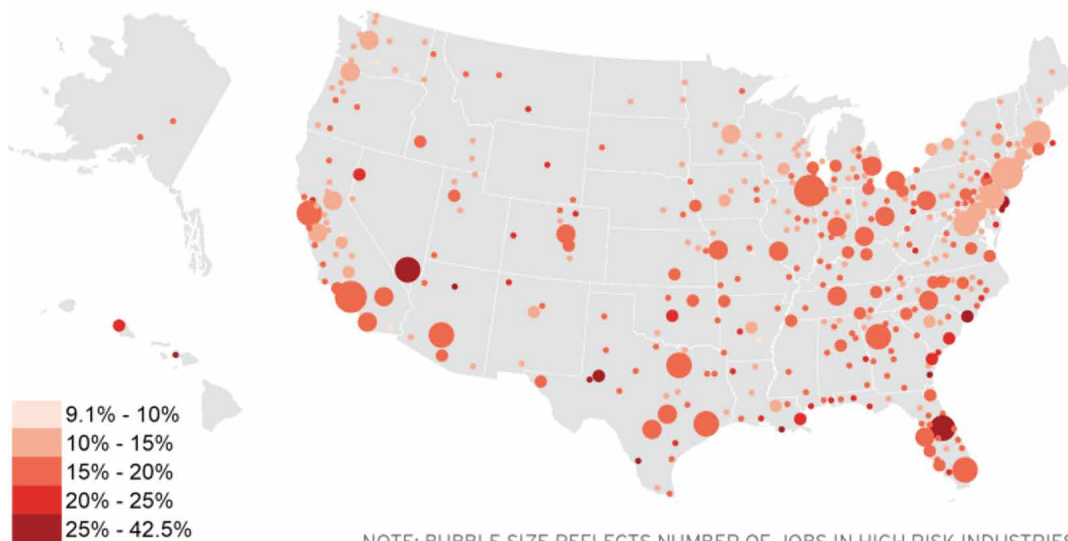 9.1% - 10%
10% - 15%
15% - 20%
20% - 25%
25% - 42.5%
NOTE: BUBBLE SIZE REFLECTS NUMBER OF JOBS IN HIGH RISK INDUSTRIES